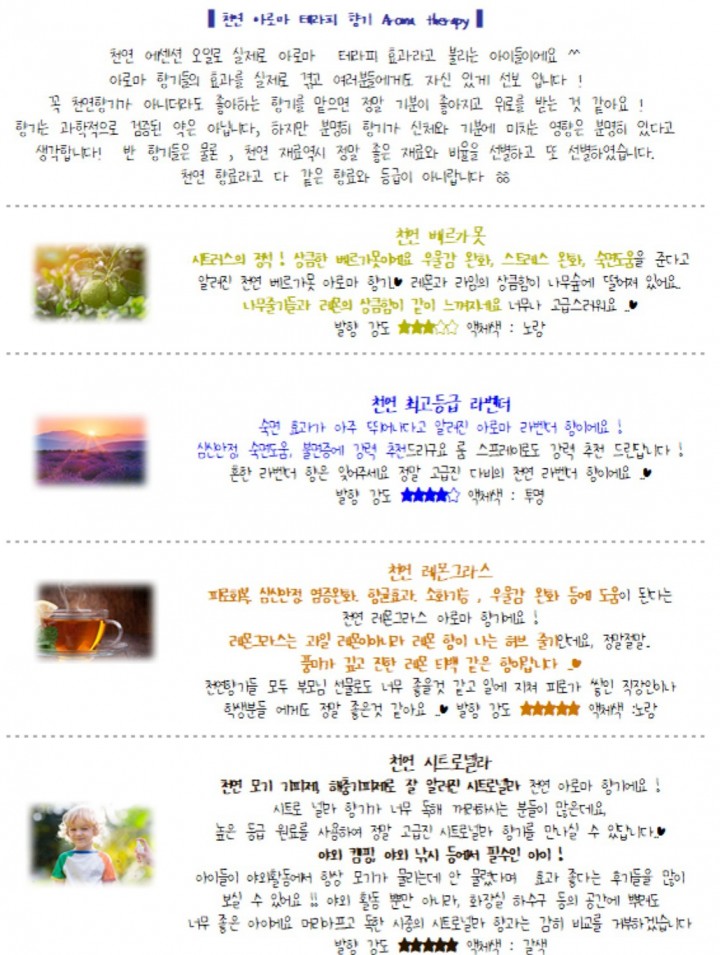 천연 아로마 테라피 향기 Aroma therapy
천연 에센션 오일로 실제로 아로마 테라피 효과라고 불리는 아이들이에요 ^^
아로마 향기들의 효과를 실제로 겪고 여러분들에게도 자신 있게 선보 입니다 !
꼭 천연향기가 아니더라도 좋아하는 향기를 맡으면 정말 기분이 좋아지고 위로를 받는 것 같아요 !
향기는 과학적으로 검증된 약은 아닙니다, 하지만 분명히 향기가 신체와 기분에 미치는 영향은 분명히 있다고
생각합니다! 반 향기들은 물론 , 천연 재료역시 정말 좋은 재료와 비율을 선별하고 또 선별하였습니다.
천연 향료라고 다 같은 향료와 등급이 아니랍니다
천연 베르가못
시트러스의 정석 ! 상큼한 베르가못이에요 우울감 완화, 스트레스 완화, 숙면도움을 준다고
알려진 천연 베르가못 아로마 향기.♥ 레몬과 라임의 상큼함이 나무숲에 떨어져 있어요.
나무줄기들과 레몬의 상큼함이 같이 느껴지네요 너무나 고급스러워요 .♥
발향 강도 ★★★☆☆ 액체색 : 노랑
천연 최고등급 라벤더
숙면 효과가 아주 뛰어나다고 알려진 아로마 라벤더 향이에요 !
심신안정, 숙면도움, 불면증에 강력 추천드리구요 룸 스프레이로도 강력 추천 드린답니다 !
흔한 라벤더 향은 잊어주세요 정말 고급진 다비의 천연 라벤더 향이에요 .♥
발향 강도 ★★★★☆ 액체색 : 투명
천연 레몬그라스
피로회복, 심신안정, 염증완화, 항균효과, 소화기능 , 우울감 완화 등에 도움이 된다는
천연 레몬그라스 아로마 향기에요 !
레몬그라스는 과일 레몬이아니라 레몬 향이 나는 허브 줄기인데요, 정말정말..
풍미가 깊고 진한 레몬 티백 같은 향이랍니다 .♥
천연향기들 모두 부모님 선물로도 너무 좋을것 같고 일에 지쳐 피로가 쌓인 직장인이나
학생분들 에게도 정말 좋은것 같아요 .♥ 발향 강도 ★★★★★ 액체색 :노랑
천연 시트로넬라
천연 모기 기피제, 해충기피제로 잘 알려진 시트로넬라 천연 아로마 향기에요 !
시트로 넬라 향기가 너무 독해 꺼려하시는 분들이 많은데요,
높은 등급 원료를 사용하여 정말 고급진 시트로넬라 향기를 만나실 수 있답니다.♥
야외 캠핑, 야외 낚시 등에서 필수인 아이 !
아이들이 야외활동에서 항상 모기가 물리는데 안 물렸다며 효과 좋다는 후기들을 많이
보실 수 있어요 !! 야외 활동 뿐만 아니라, 화장실 하수구 등의 공간에 뿌려도
너무 좋은 아이에요 머리아프고 독한 시중의 시트로넬라 향과는 감히 비교를 거부하겠습니다
발향 강도 ★★★★★ 액체색 : 갈색